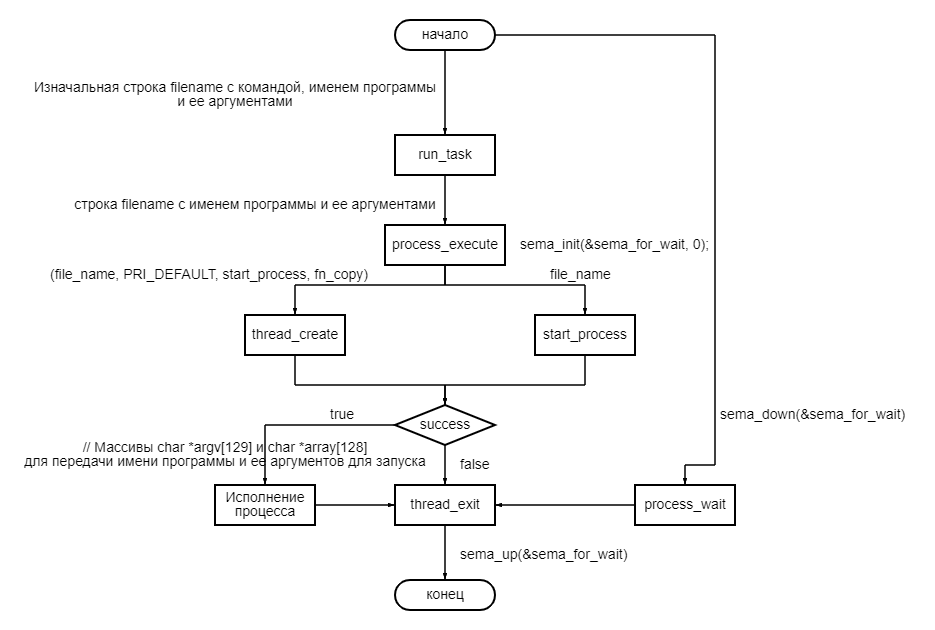 начало
Изначальная строка filename с командой, именем программы
и ее аргументами
run_task
строка filename с именем программы и ее аргументами
process_execute
sema_init(&sema_for_wait, 0);
(file_name, PRI_DEFAULT, start_process, fn_copy)
file_name
thread_create
start_process
true
success
sema_down(&sema_for_wait)
// Массивы char *argv[129] и char *array[128]
для передачи имени программы и ее аргументов для запуска
false
Исполнение
процесса
thread_exit
process_wait
sema_up(&sema_for_wait)
конец